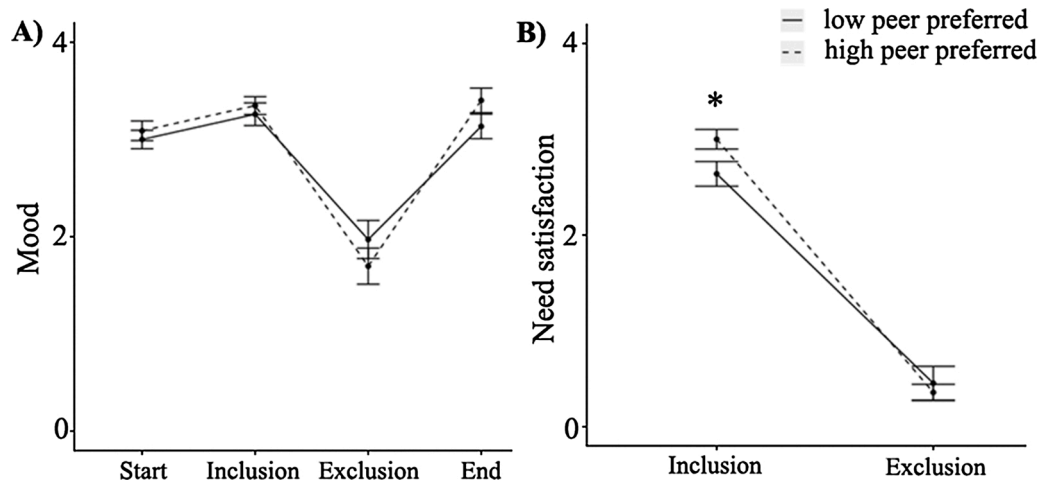 A)
4
2
0
Mood
Start Inclusion Exclusion End
B)
4
2
0
Need satisfaction
*
Inclusion Exclusion
low peer preferred
high peer preferred